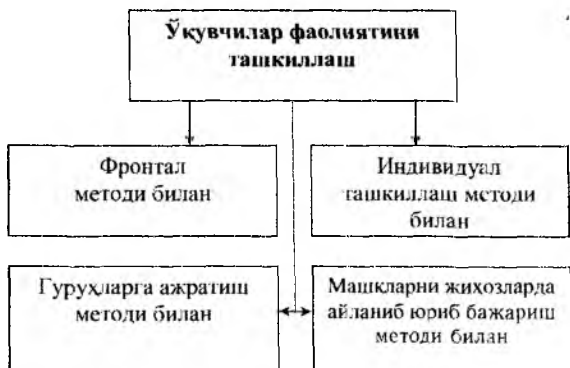 Ўқувчилар фаолиятини
ташкиллаш
Фронтал
методи билан
Индивидуал
ташкиллаш методи
билан
Гуруҳларга ажратиш
методи билан
Машқларни жиҳозларда
айланиб юриб бажариш
методи билан